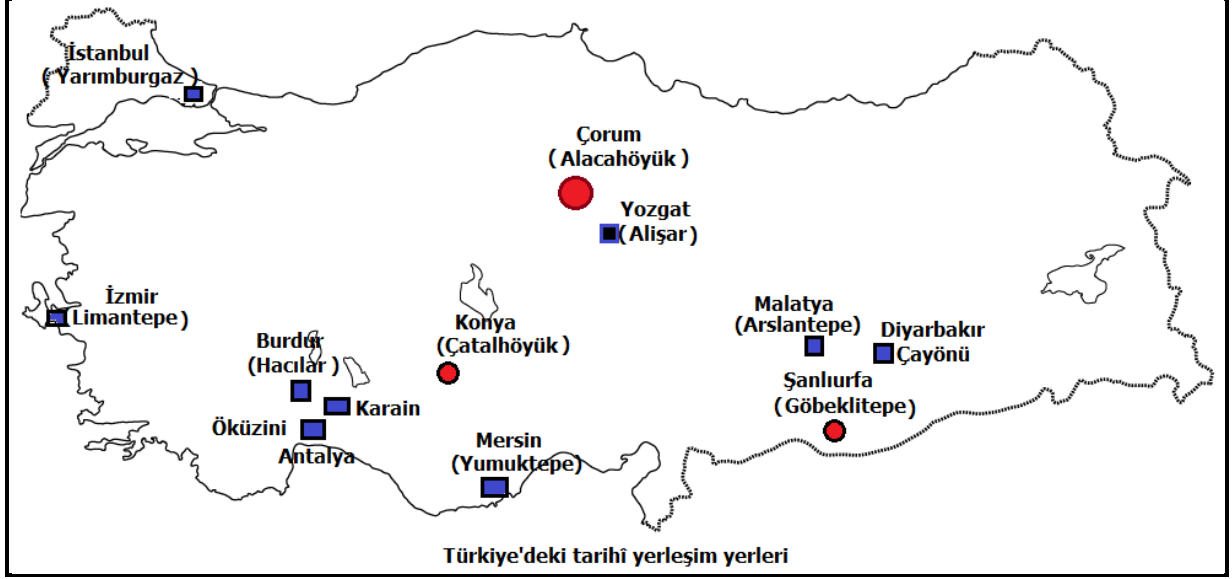 İstanbul
( Yarımburgaz )
Çorum
( Alacahöyük )
Yozgat
(Alişar)
İzmir
(Limantepe)
Burdur
(Hacılar )
Konya
(Çatalhöyük )
Malatya
(Arslantepe)
Diyarbakır
Çayönü
Şanlıurfa
(Göbeklitepe)
Karain
Öküzini
Antalya
Mersin
(Yumuktepe)
Türkiye'deki tarihî yerleşim yerleri